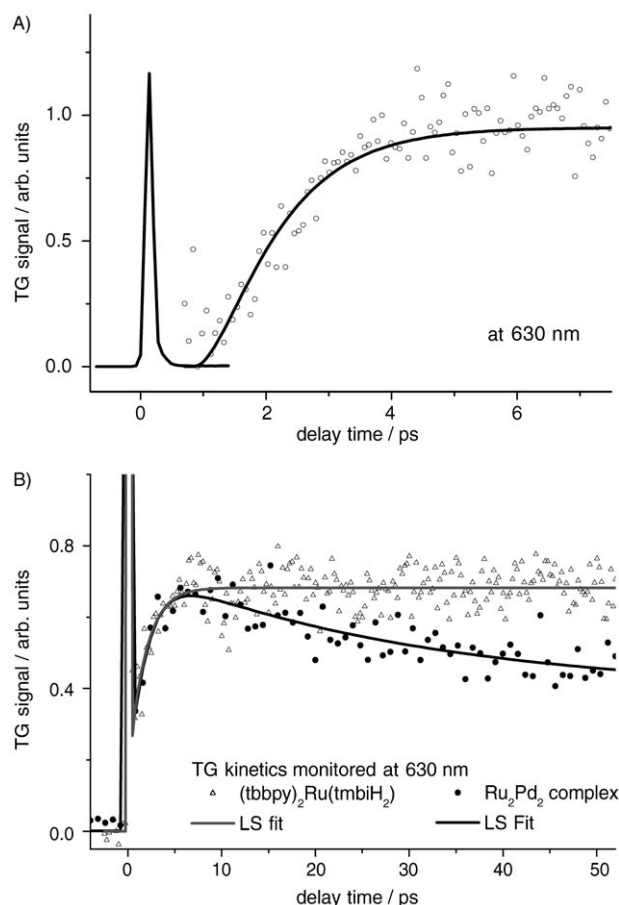 A)
TG signal / arb. units
1.0
0.5
0.0
at 630 nm
0
2
4
6
delay time / ps
B)
TG signal / arb. units
0.8
0.4
0.0
TG kinetics monitored at 630 nm
(tbbpy)₂Ru(tmbiH₂)
Ru₂Pd₂ complex
LS fit
LS Fit
0
10
20
30
40
50
delay time / ps